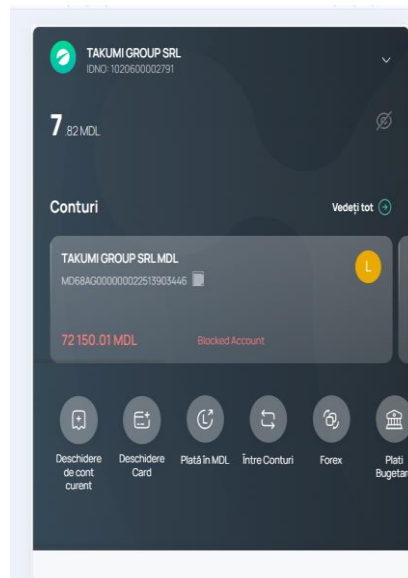 TAKUMI GROUP SRL
IDNO: 1020600002791
7 .82 MDL
Conturi
Vedeți tot
TAKUMI GROUP SRL MDL
MD68AG000000022513903446
L
72 150.01 MDL
Blocked Account
Deschidere de cont curent
Deschidere Card
Plată în MDL
Între Conturi
Forex
Plati Bugetar